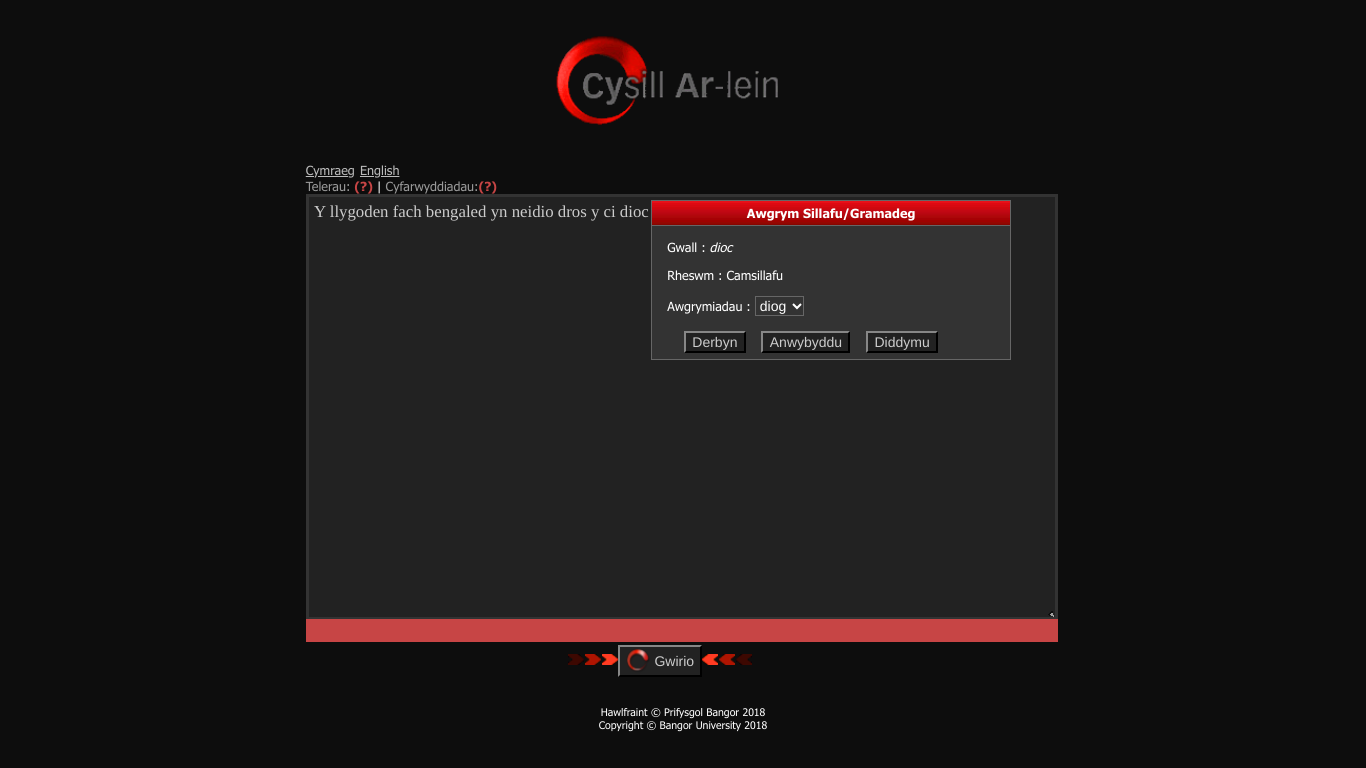 Cysill Ar-lein
Cymraeg English
Telerau: (?) | Cyfarwyddiadau:(?)
Y llygoden fach bengaled yn neidio dros y ci dioc
Awgrym Sillafu/Gramadeg
Gwall : dioc
Rheswm : Camsillafu
Awgrymiadau : diog
Derbyn Anwybyddu Diddymu
Gwirio
Hawlfraint © Prifysgol Bangor 2018
Copyright © Bangor University 2018